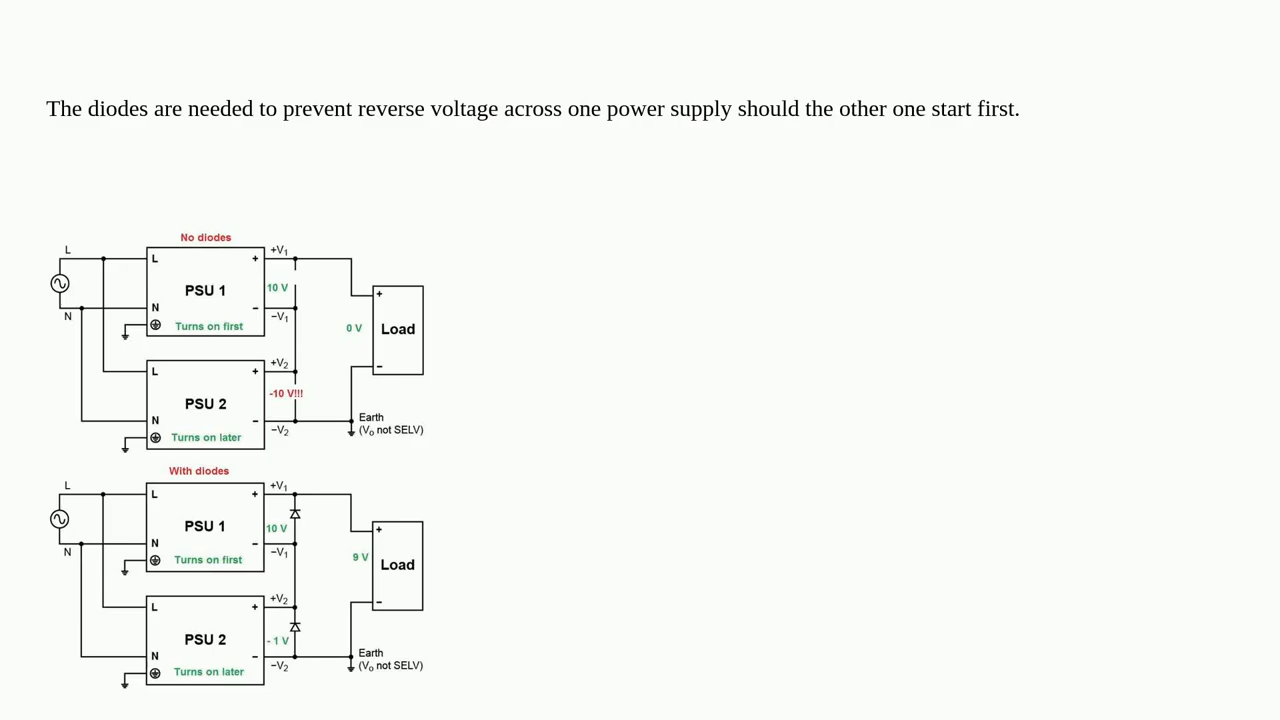 The diodes are needed to prevent reverse voltage across one power supply should the other one start first.
No diodes
L
N
L
N
PSU 1
Turns on first
+
−
+V1
10 V
−V1
L
N
PSU 2
Turns on later
+
−
+V2
-10 V!!!
−V2
0 V
+
Load
−
Earth
(Vo not SELV)
With diodes
L
N
L
N
PSU 1
Turns on first
+
−
+V1
10 V
−V1
L
N
PSU 2
Turns on later
+
−
+V2
- 1 V
−V2
9 V
+
Load
−
Earth
(Vo not SELV)